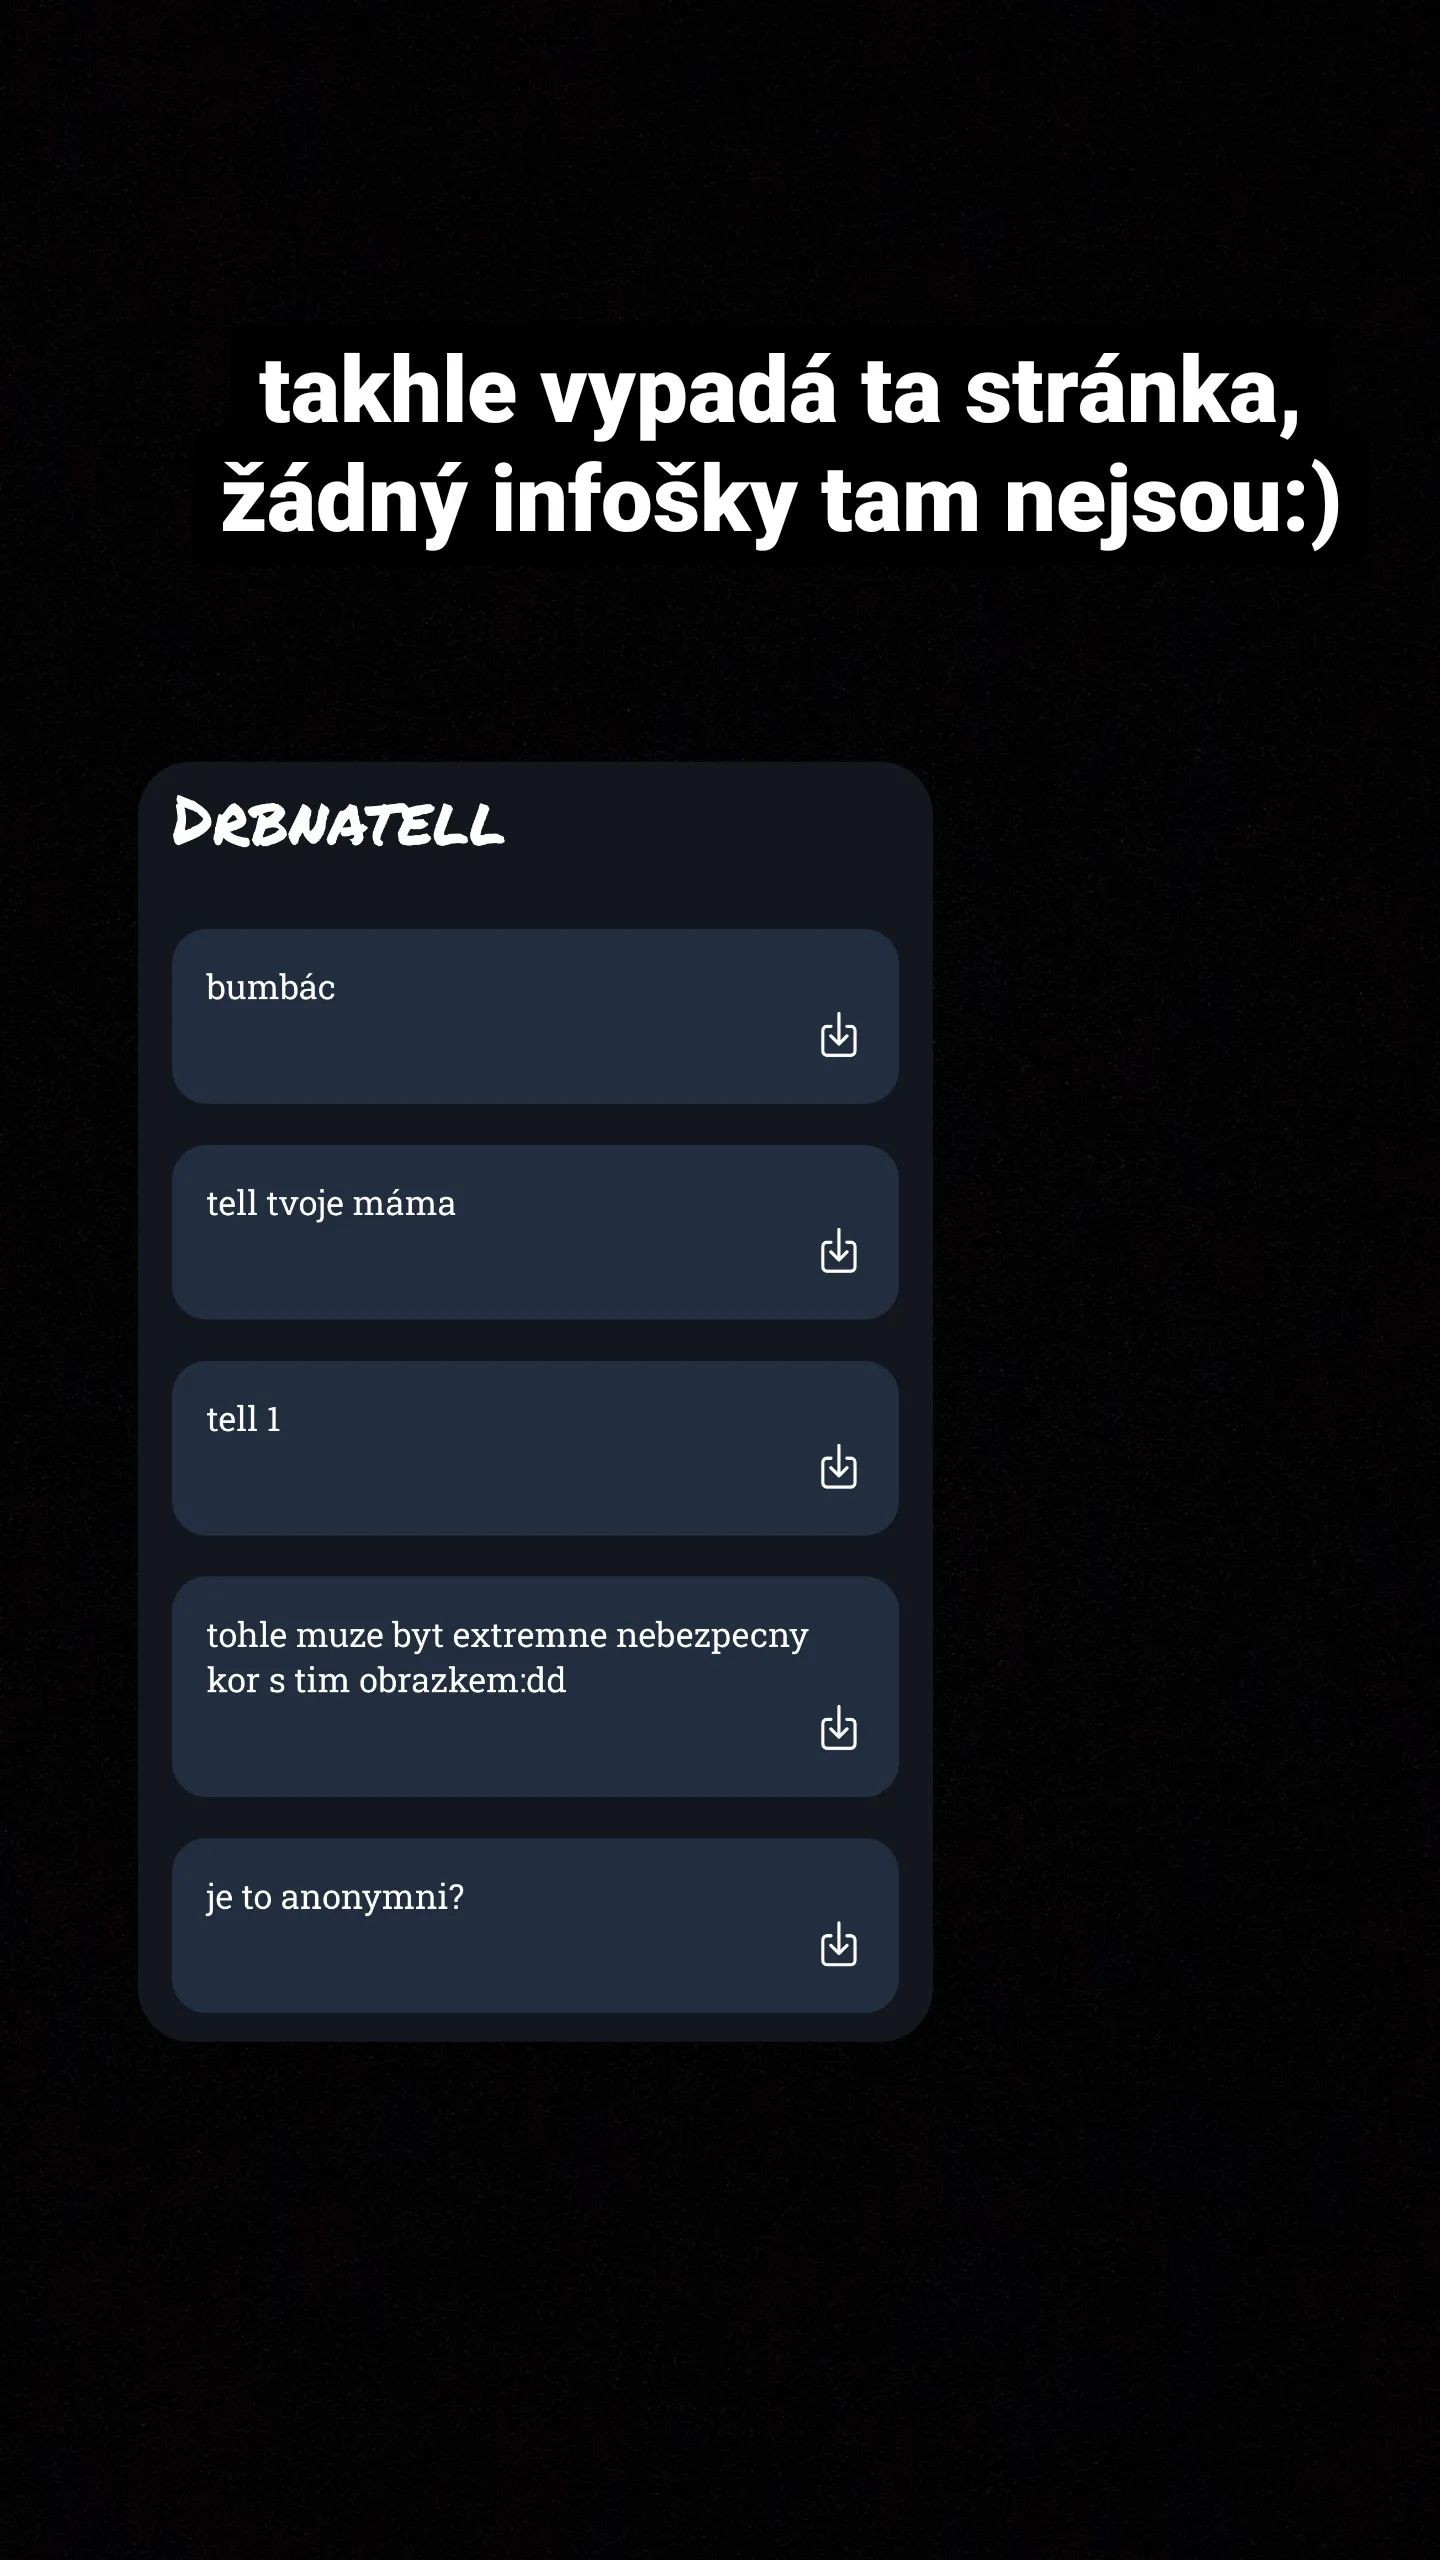 takhle vypadá ta stránka,
žádný infošky tam nejsou:)
DRBNATELL
bumbác
tell tvoje máma
tell 1
tohle muze byt extremne nebezpecny
kor s tim obrazkem:dd
je to anonymni?